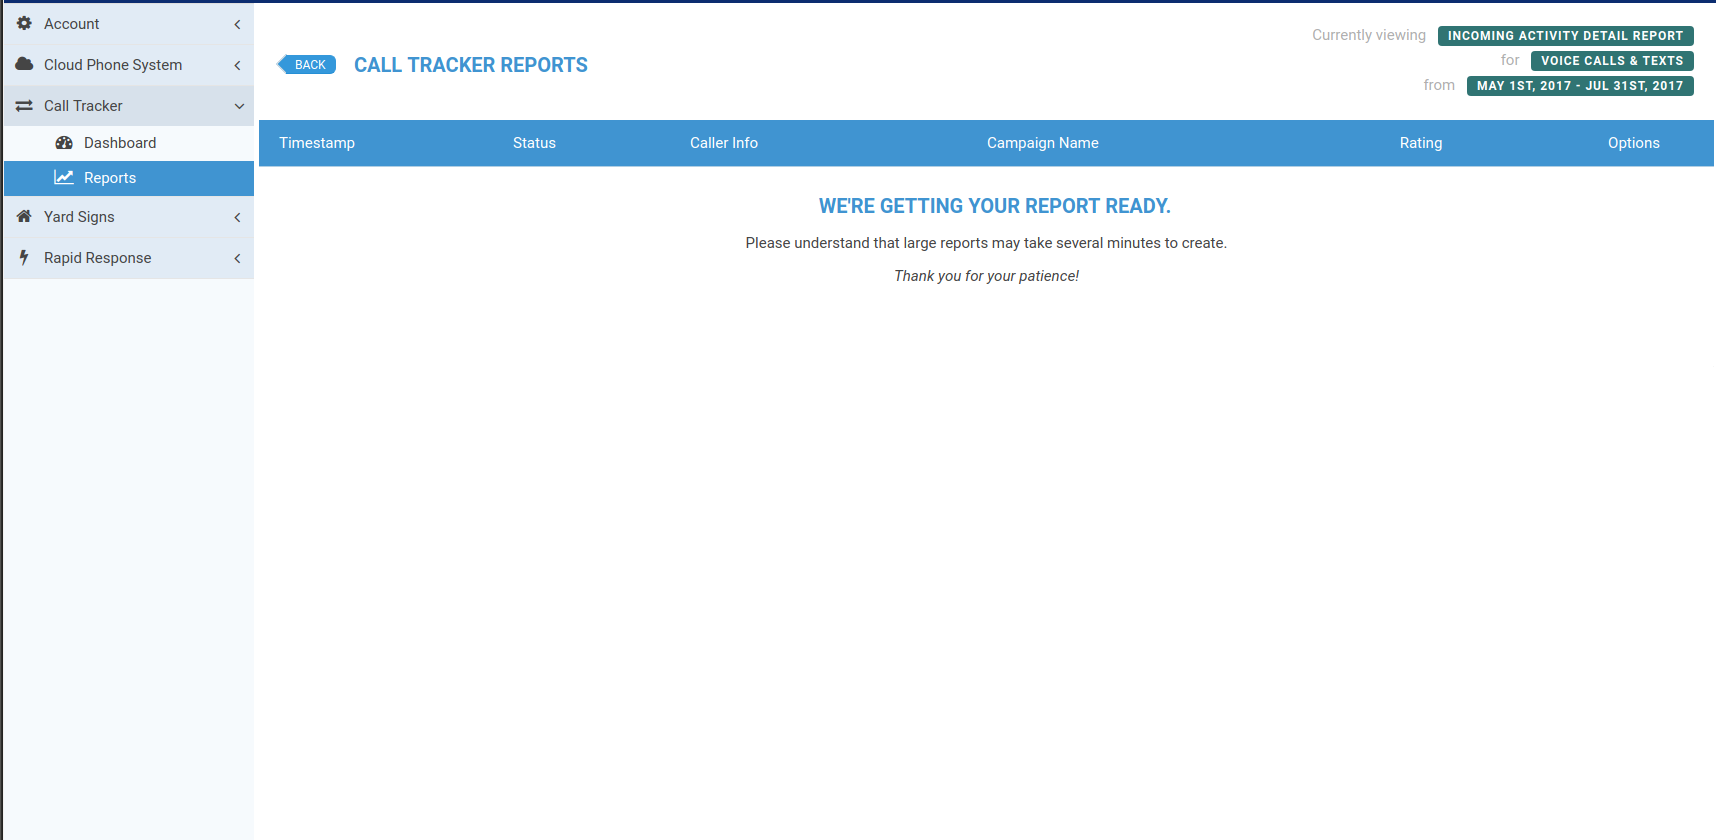 Account
Cloud Phone System
Call Tracker
Dashboard
Reports
Yard Signs
Rapid Response
BACK
CALL TRACKER REPORTS
Currently viewing INCOMING ACTIVITY DETAIL REPORT
for VOICE CALLS & TEXTS
from MAY 1ST, 2017 - JUL 31ST, 2017
Timestamp Status Caller Info Campaign Name Rating Options
WE'RE GETTING YOUR REPORT READY.
Please understand that large reports may take several minutes to create.
Thank you for your patience!